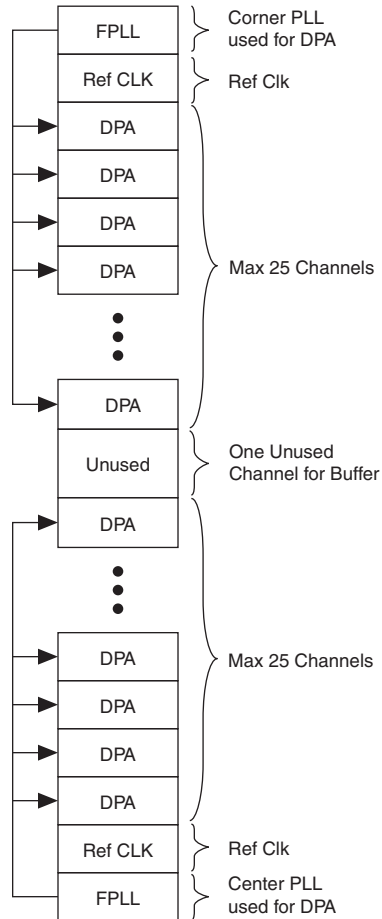 FPLL
Corner PLL
used for DPA
Ref CLK
Ref Clk
DPA
DPA
DPA
DPA
Max 25 Channels
DPA
Unused
One Unused
Channel for Buffer
DPA
DPA
Max 25 Channels
DPA
DPA
DPA
Ref CLK
Ref Clk
FPLL
Center PLL
used for DPA